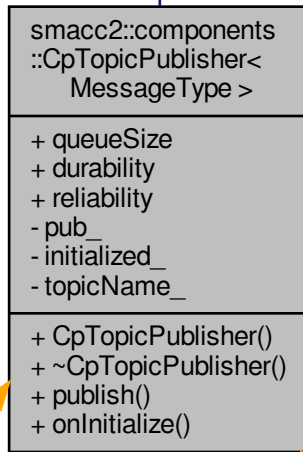 smacc2::components
::CpTopicPublisher<
MessageType >
+ queueSize
+ durability
+ reliability
- pub_
- initialized_
- topicName_
+ CpTopicPublisher()
+ ~CpTopicPublisher()
+ publish()
+ onInitialize()